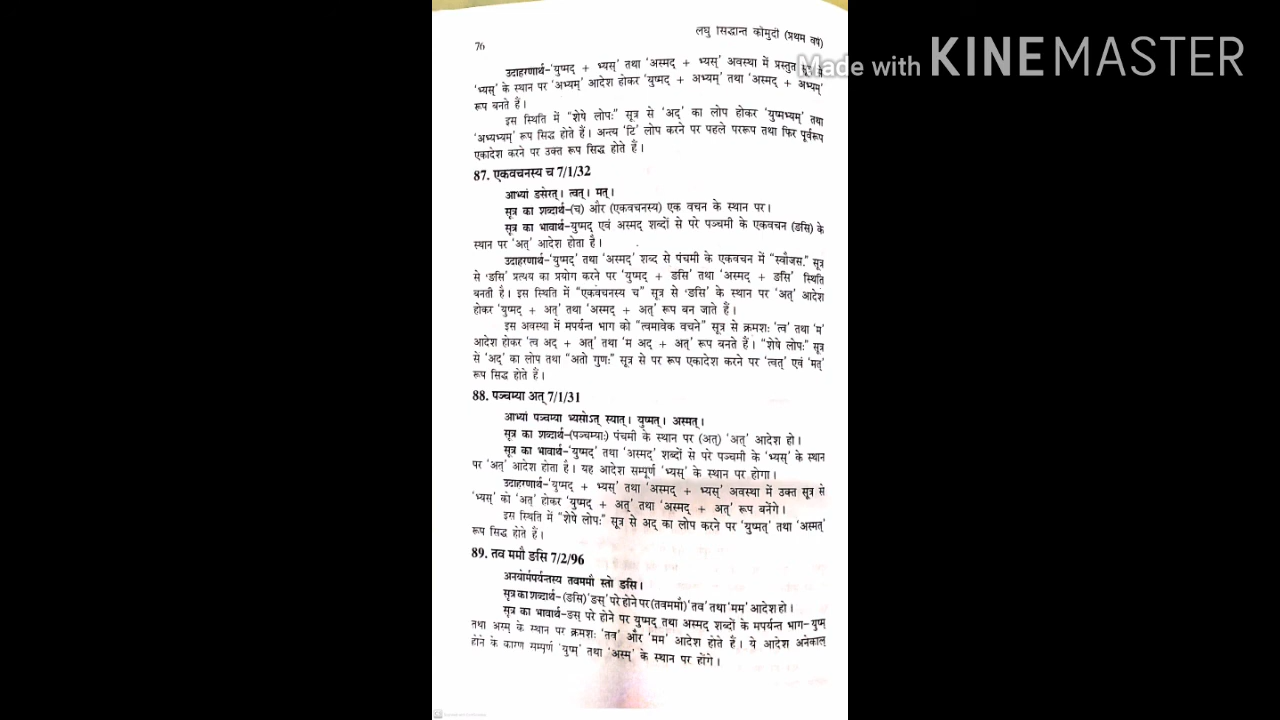 लघु सिद्धान्त कौमुदी (प्रथम वर्ष)
76
Made with KINEMASTER
उदाहरणार्थ-'युष्मद् + भ्यस्' तथा 'अस्मद् + भ्यस्' अवस्था में प्रस्तुत सूत्र से
'भ्यस्' के स्थान पर 'अभ्यम्' आदेश होकर 'युष्मद् + अभ्यम्' तथा 'अस्मद् + अभ्यम्'
रूप बनते हैं।
इस स्थिति में "शेषे लोपः" सूत्र से 'अद्' का लोप होकर 'युष्मभ्यम्' तथा
'अभ्यभ्यम्' रूप सिद्ध होते हैं। अन्त्य 'टि' लोप करने पर पहले पररूप तथा फिर पूर्वरूप
एकादेश करने पर उक्त रूप सिद्ध होते हैं।
87. एकवचनस्य च 7/1/32
आभ्यां ङसेरत्। त्वत्। मत्।
सूत्र का शब्दार्थ-(च) और (एकवचनस्य) एक वचन के स्थान पर।
सूत्र का भावार्थ-युष्मद् एवं अस्मद् शब्दों से परे पञ्चमी के एकवचन (ङसि) के
स्थान पर 'अत्' आदेश होता है।
उदाहरणार्थ-'युष्मद्' तथा 'अस्मद्' शब्द से पंचमी के एकवचन में "स्वौजस." सूत्र
से 'ङसि' प्रत्यय का प्रयोग करने पर 'युष्मद् + ङसि' तथा 'अस्मद् + ङसि' स्थिति
बनती है। इस स्थिति में "एकवचनस्य च" सूत्र से 'ङसि' के स्थान पर 'अत्' आदेश
होकर 'युष्मद् + अत्' तथा 'अस्मद् + अत्' रूप बन जाते हैं।
इस अवस्था में मपर्यन्त भाग को "त्वमावेक वचने" सूत्र से क्रमशः 'त्व' तथा 'म'
आदेश होकर 'त्व अद् + अत्' तथा 'म अद् + अत्' रूप बनते हैं। "शेषे लोपः" सूत्र
से 'अद्' का लोप तथा "अतो गुणः" सूत्र से पर रूप एकादेश करने पर 'त्वत्' एवं 'मत्'
रूप सिद्ध होते हैं।
88. पञ्चम्या अत् 7/1/31
आभ्यां पञ्चम्या भ्यसोऽत् स्यात्। युष्मत्। अस्मत्।
सूत्र का शब्दार्थ-(पञ्चम्याः) पंचमी के स्थान पर (अत्) 'अत्' आदेश हो।
सूत्र का भावार्थ-'युष्मद्' तथा 'अस्मद्' शब्दों से परे पञ्चमी के 'भ्यस्' के स्थान
पर 'अत्' आदेश होता है। यह आदेश सम्पूर्ण 'भ्यस्' के स्थान पर होगा।
उदाहरणार्थ-'युष्मद् + भ्यस्' तथा 'अस्मद् + भ्यस्' अवस्था में उक्त सूत्र से
'भ्यस्' को 'अत्' होकर 'युष्मद् + अत्' तथा 'अस्मद् + अत्' रूप बनेंगे।
इस स्थिति में "शेषे लोपः" सूत्र से अद् का लोप करने पर 'युष्मत्' तथा 'अस्मत्'
रूप सिद्ध होते हैं।
89. तव ममौ ङसि 7/2/96
अनयोर्मपर्यन्तस्य तवममौ स्तो ङसि।
सूत्र का शब्दार्थ-(ङसि) 'ङस्' परे होने पर (तवममौ) 'तव' तथा 'मम' आदेश हो।
सूत्र का भावार्थ-ङस् परे होने पर युष्मद् तथा अस्मद् शब्दों के मपर्यन्त भाग-युष्म्
तथा अस्म् के स्थान पर क्रमशः 'तव' और 'मम' आदेश होते हैं। ये आदेश अनेकाल्
होने के कारण सम्पूर्ण 'युष्म्' तथा 'अस्म्' के स्थान पर होंगे।